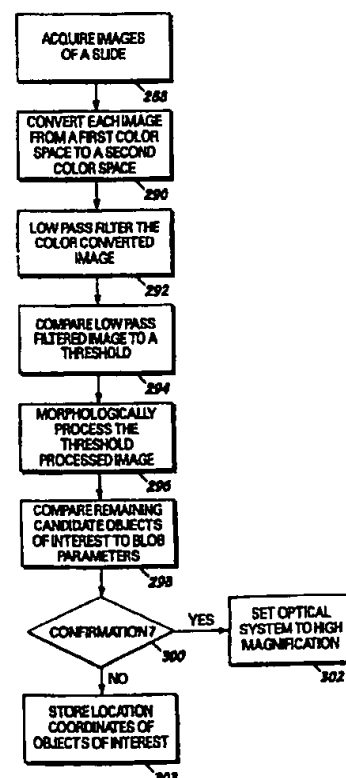 ACQUIRE IMAGES
OF A SLIDE
288
CONVERT EACH IMAGE
FROM A FIRST COLOR
SPACE TO A SECOND
COLOR SPACE
290
LOW PASS FILTER THE
COLOR CONVERTED
IMAGE
292
COMPARE LOW PASS
FILTERED IMAGE TO A
THRESHOLD
294
MORPHOLOGICALLY
PROCESS THE
THRESHOLD
PROCESSED IMAGE
296
COMPARE REMAINING
CANDIDATE OBJECTS
OF INTEREST TO BLOB
PARAMETERS
298
CONFIRMATION ?
300
YES
SET OPTICAL
SYSTEM TO HIGH
MAGNIFICATION
302
NO
STORE LOCATION
COORDINATES OF
OBJECTS OF INTEREST